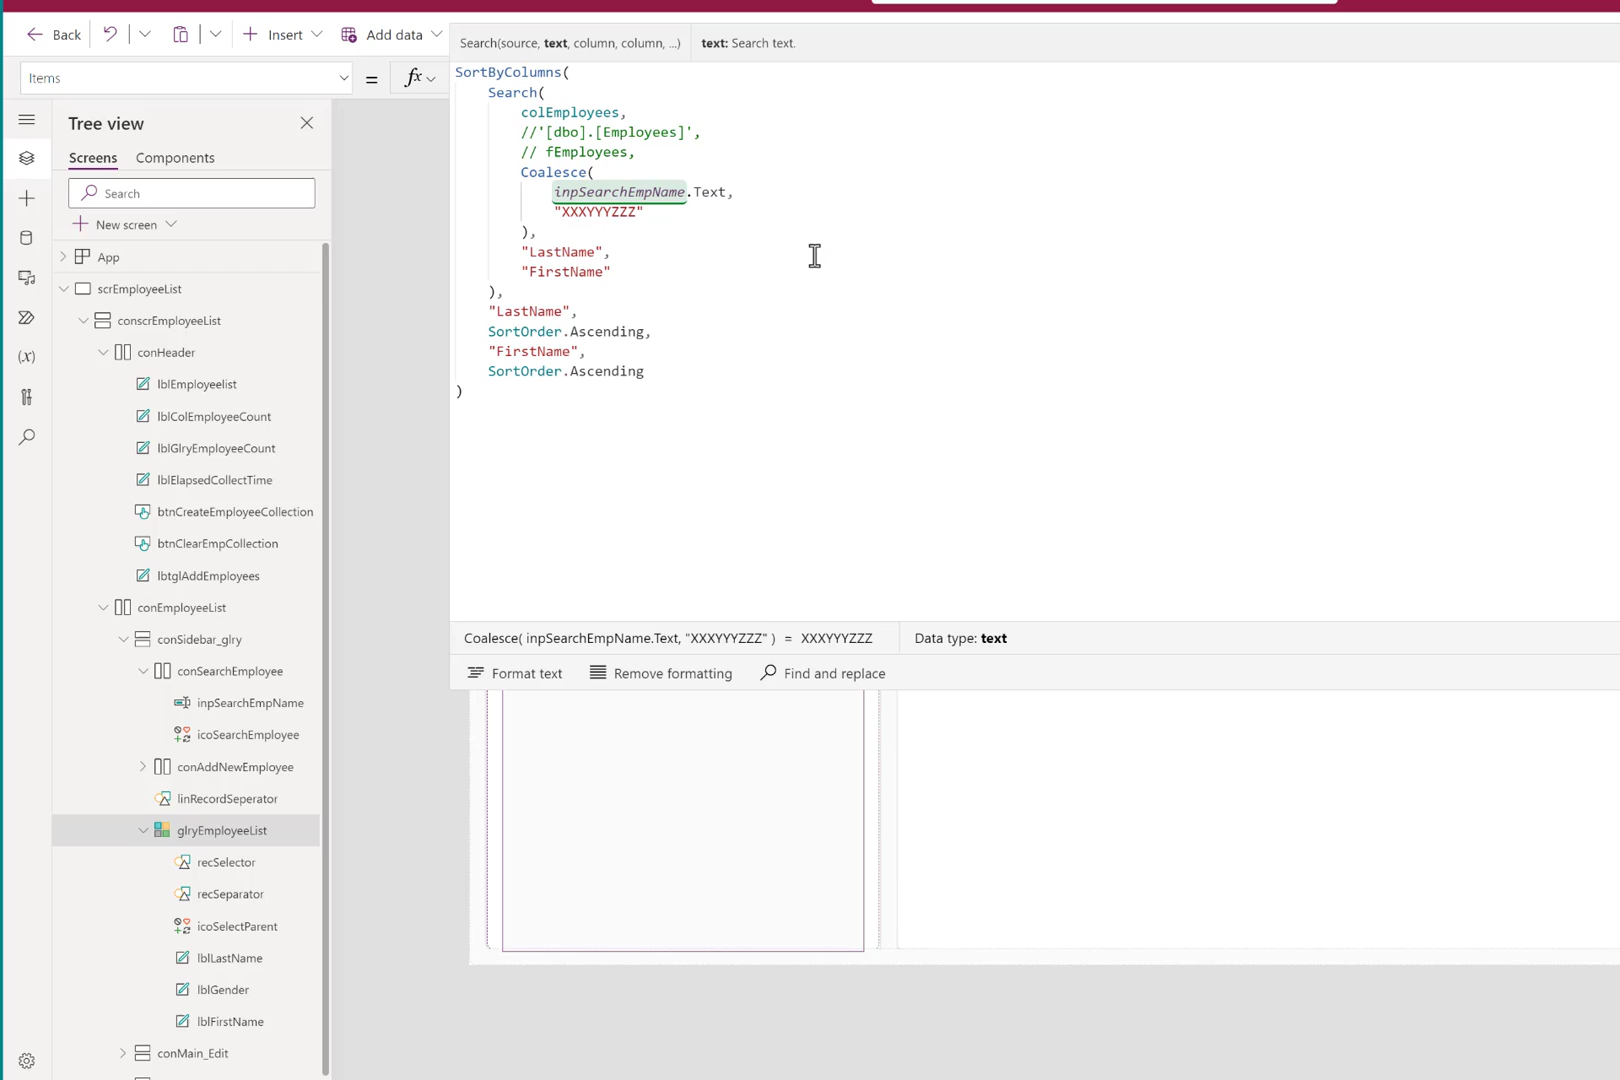 Back
Insert
Add data
Search(source, text, column, column, ...)
text: Search text.
Items
=
fx
SortByColumns(
Search(
colEmployees,
//'[dbo].[Employees]',
// fEmployees,
Coalesce(
inpSearchEmpName.Text,
"XXXYYYZZZ"
),
"LastName",
"FirstName"
),
"LastName",
SortOrder.Ascending,
"FirstName",
SortOrder.Ascending
)
Coalesce( inpSearchEmpName.Text, "XXXYYYZZZ" ) = XXXYYYZZZ
Data type: text
Format text
Remove formatting
Find and replace
Tree view
Screens
Components
Search
New screen
App
scrEmployeeList
conscrEmployeeList
conHeader
lblEmployeelist
lblColEmployeeCount
lblGlryEmployeeCount
lblElapsedCollectTime
btnCreateEmployeeCollection
btnClearEmpCollection
lbtglAddEmployees
conEmployeeList
conSidebar_glry
conSearchEmployee
inpSearchEmpName
icoSearchEmployee
conAddNewEmployee
linRecordSeperator
glryEmployeeList
recSelector
recSeparator
icoSelectParent
lblLastName
lblGender
lblFirstName
conMain_Edit
(x)